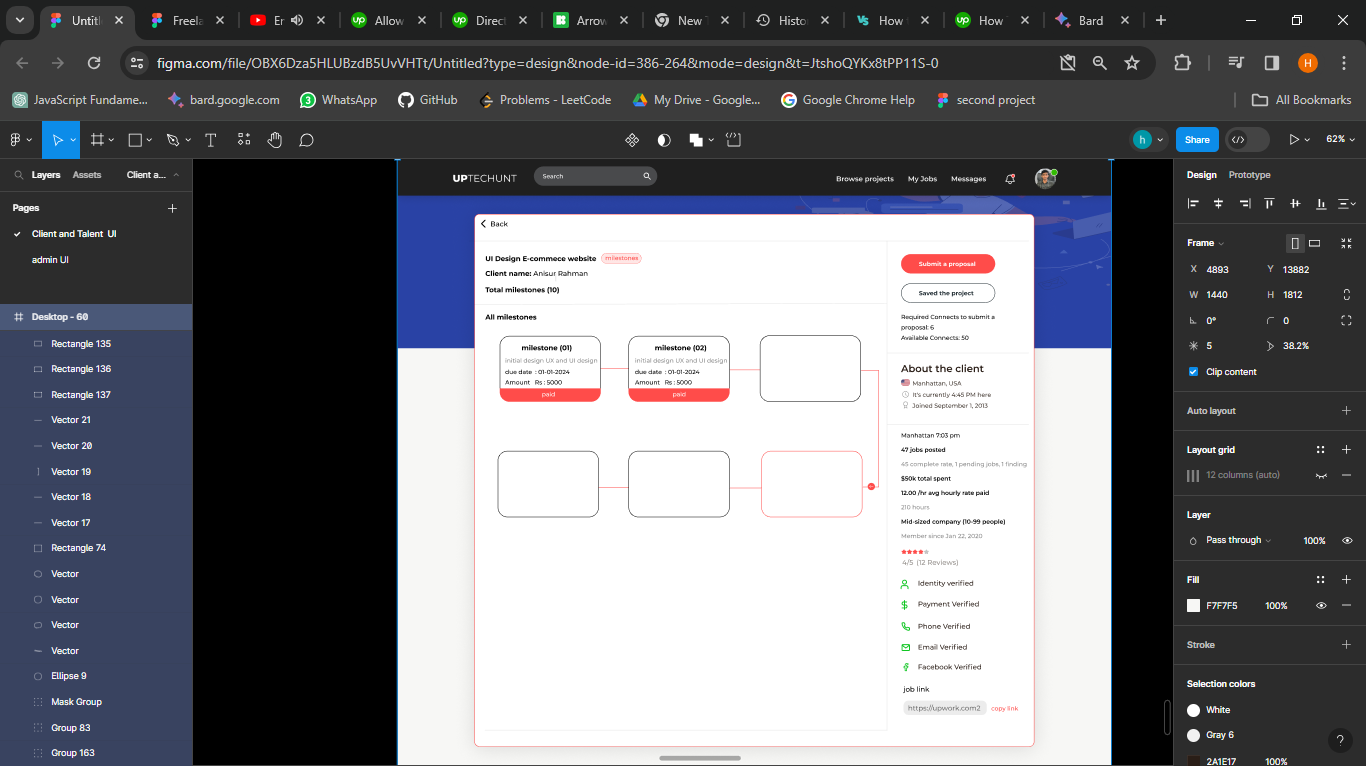 Untitl
Freela
Er
Allow
Direct
Arrow
New T
Histo
How
How
Bard
figma.com/file/OBX6Dza5HLUBzdB5UvVHTt/Untitled?type=design&node-id=386-264&mode=design&t=JtshoQYKx8tPP11S-0
H
JavaScript Fundame...
bard.google.com
WhatsApp
GitHub
Problems - LeetCode
My Drive - Google...
Google Chrome Help
second project
All Bookmarks
h
Share
62%
Layers
Assets
Client a...
Pages
Client and Talent UI
admin UI
Desktop - 60
Rectangle 135
Rectangle 136
Rectangle 137
Vector 21
Vector 20
Vector 19
Vector 18
Vector 17
Rectangle 74
Vector
Vector
Vector
Vector
Ellipse 9
Mask Group
Group 83
Group 163
UPTECHUNT
Search
Browse projects
My Jobs
Messages
Back
UI Design E-commece website
milestones
Client name: Anisur Rahman
Total milestones (10)
All milestones
milestone (01)
initial design UX and UI design
due date : 01-01-2024
Amount Rs : 5000
paid
milestone (02)
initial design UX and UI design
due date : 01-01-2024
Amount Rs : 5000
paid
Submit a proposal
Saved the project
Required Connects to submit a
proposal: 6
Available Connects: 50
About the client
Manhattan, USA
It's currently 4:45 PM here
Joined September 1, 2013
Manhattan 7:03 pm
47 jobs posted
45 complete rate, 1 pending jobs, 1 finding
$50k total spent
12.00 /hr avg hourly rate paid
210 hours
Mid-sized company (10-99 people)
Member since Jan 22, 2020
4/5 (12 Reviews)
Identity verified
Payment Verified
Phone Verified
Email Verified
Facebook Verified
job link
https://upwork.com2
copy link
Design
Prototype
Frame
X 4893
Y 13882
W 1440
H 1812
0°
0
5
38.2%
Clip content
Auto layout
Layout grid
12 columns (auto)
Layer
Pass through
100%
Fill
F7F7F5
100%
Stroke
Selection colors
White
Gray 6
2A1E17
100%
?